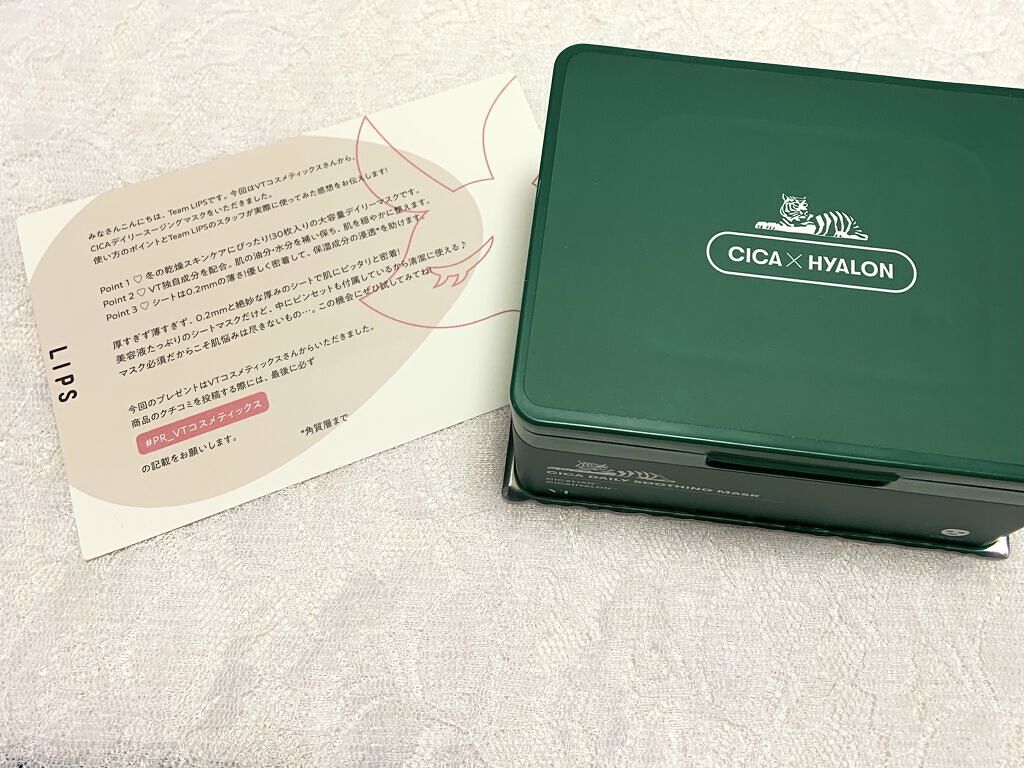 みなさんこんにちは、Team LIPSです。今回はVTコスメティックスさんから、
CICAデイリースージングマスクをいただきました。
使い方のポイントとTeam LIPSのスタッフが実際に使ってみた感想をお伝えします!
Point 1 ♡ 冬の乾燥スキンケアにぴったり!30枚入りの大容量デイリーマスクです。
Point 2 ♡ VT独自成分を配合。肌の油分・水分を補い保ち、肌を穏やかに整えます。
Point 3 ♡ シートは0.2mmの薄さ!優しく密着して、保湿成分の浸透*を助けます
厚すぎず薄すぎず、0.2mmと絶妙な厚みのシートで肌にピッタリと密着!
美容液たっぷりのシートマスクだけど、中にピンセットも付属しているから清潔に使える♪
マスク必須だからこそ肌悩みは尽きないもの…。この機会にぜひ試してみてね!
今回のプレゼントはVTコスメティックスさんからいただきました。
商品のクチコミを投稿する際には、最後に必ず
#PR_VTコスメティックス
の記載をお願いします。
*角質層まで
LIPS
CICA × HYALON
CICA DAILY SOOTHING MASK